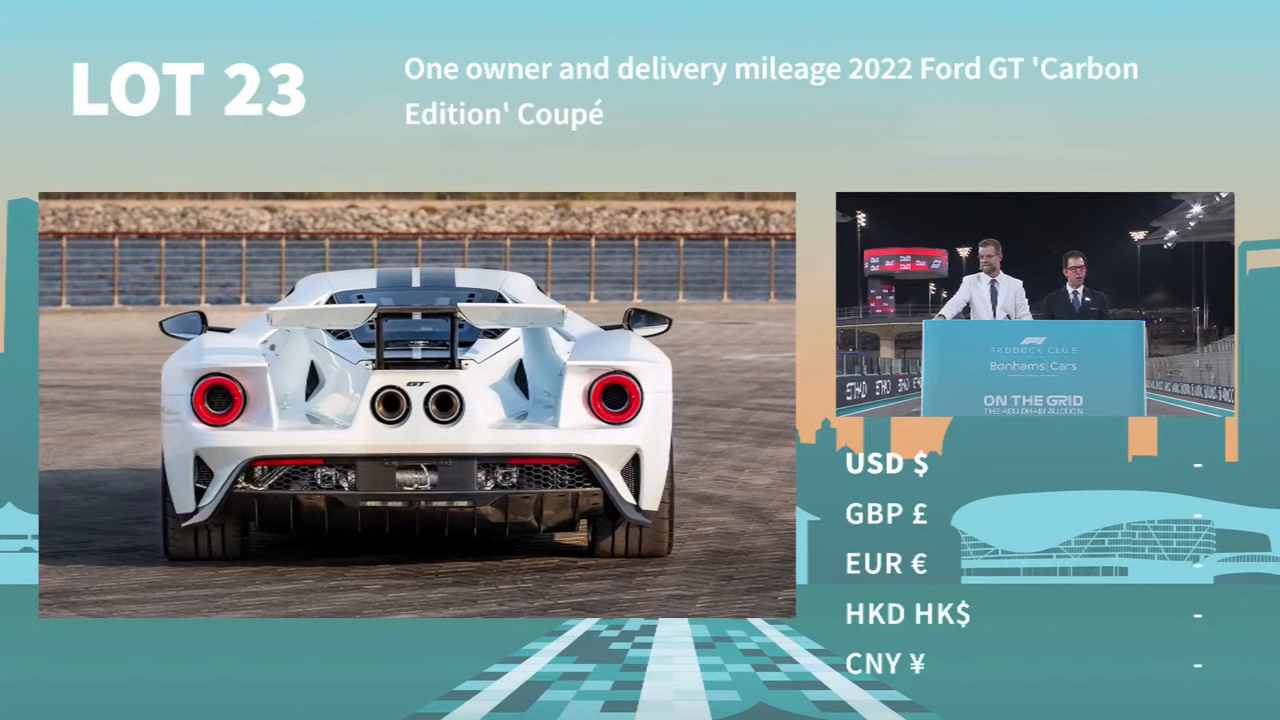 LOT 23
One owner and delivery mileage 2022 Ford GT 'Carbon
Edition' Coupé
GT
PADDOCK CLUB
Bonhams|Cars
ON THE GRID
THE ABU DHABI AUCTION
ETIHAD
USD $ -
GBP £ -
EUR € -
HKD HK$ -
CNY ¥ -